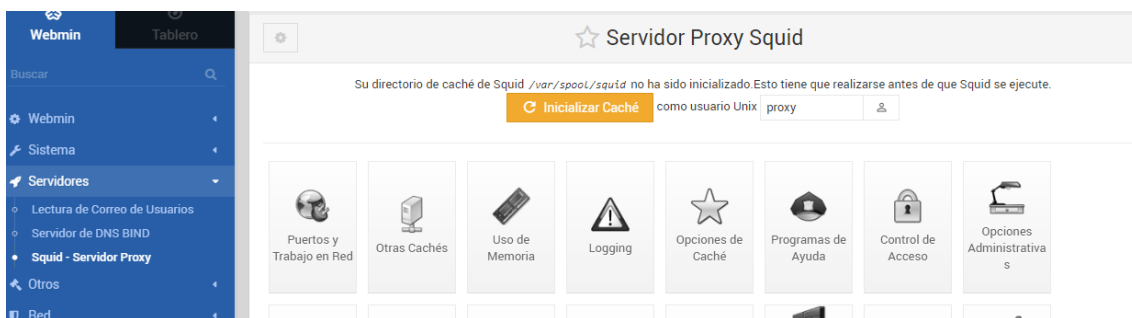 Webmin
Tablero
Buscar
Webmin
Sistema
Servidores
Lectura de Correo de Usuarios
Servidor de DNS BIND
Squid - Servidor Proxy
Otros
Red
Servidor Proxy Squid
Su directorio de caché de Squid /var/spool/squid no ha sido inicializado.Esto tiene que realizarse antes de que Squid se ejecute.
Inicializar Caché como usuario Unix proxy
Puertos y
Trabajo en Red
Otras Cachés
Uso de
Memoria
Logging
Opciones de
Caché
Programas de
Ayuda
Control de
Acceso
Opciones
Administrativa
s